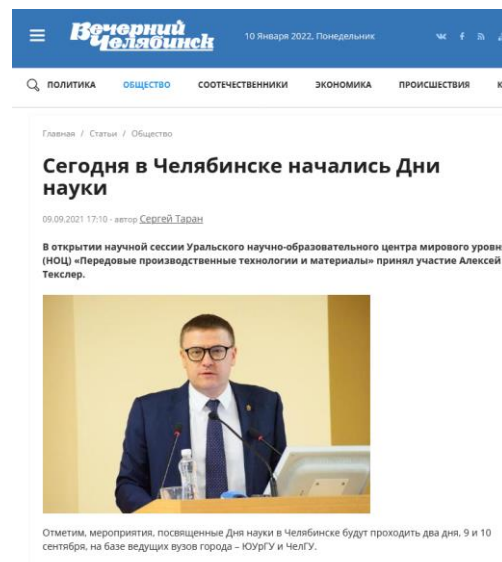 Вечерний
Челябинск
10 Января 2022, Понедельник
ПОЛИТИКА ОБЩЕСТВО СООТЕЧЕСТВЕННИКИ ЭКОНОМИКА ПРОИСШЕСТВИЯ
Главная / Статьи / Общество
Сегодня в Челябинске начались Дни
науки
09.09.2021 17:10 - автор Сергей Таран
В открытии научной сессии Уральского научно-образовательного центра мирового уровня
(НОЦ) «Передовые производственные технологии и материалы» принял участие Алексей
Текслер.
Отметим, мероприятия, посвященные Дня науки в Челябинске будут проходить два дня, 9 и 10
сентября, на базе ведущих вузов города – ЮУрГУ и ЧелГУ.